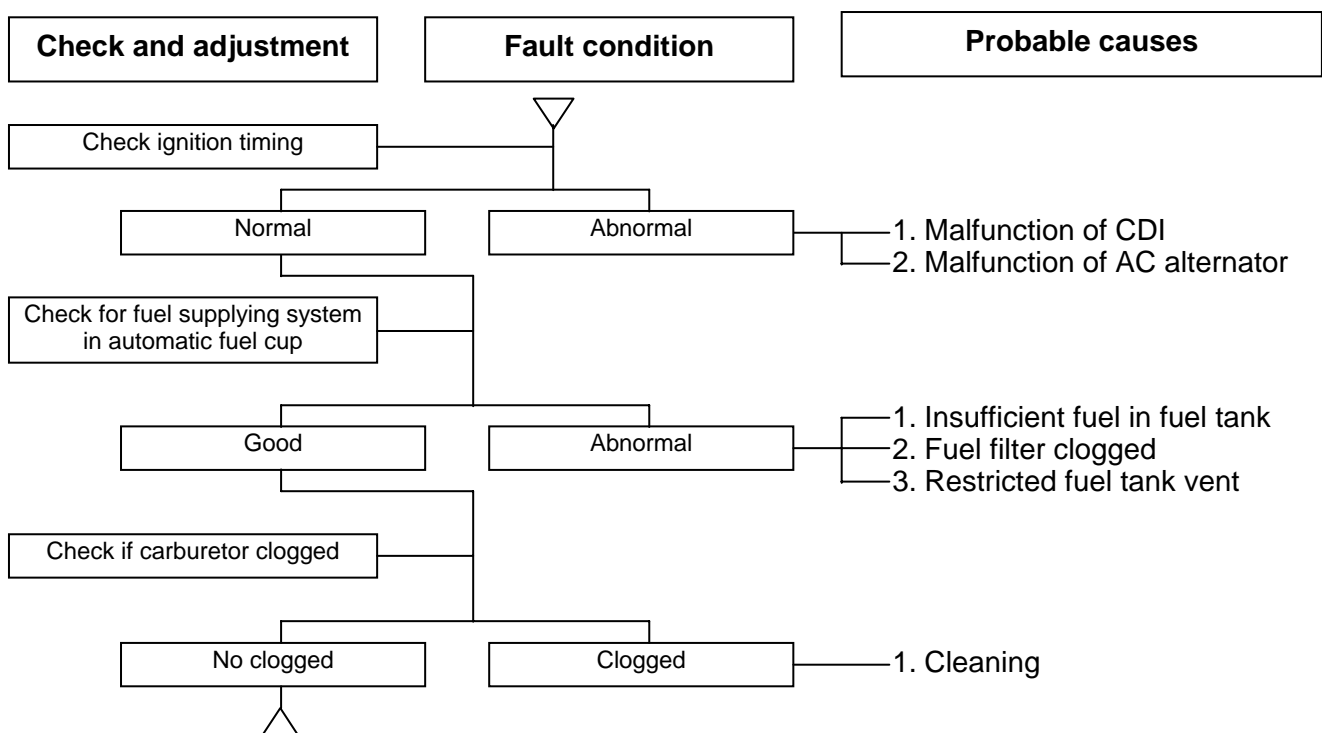 Check and adjustment
Fault condition
Probable causes
Check ignition timing
Normal
Abnormal
1. Malfunction of CDI
2. Malfunction of AC alternator
Check for fuel supplying system
in automatic fuel cup
Good
Abnormal
1. Insufficient fuel in fuel tank
2. Fuel filter clogged
3. Restricted fuel tank vent
Check if carburetor clogged
No clogged
Clogged
1. Cleaning